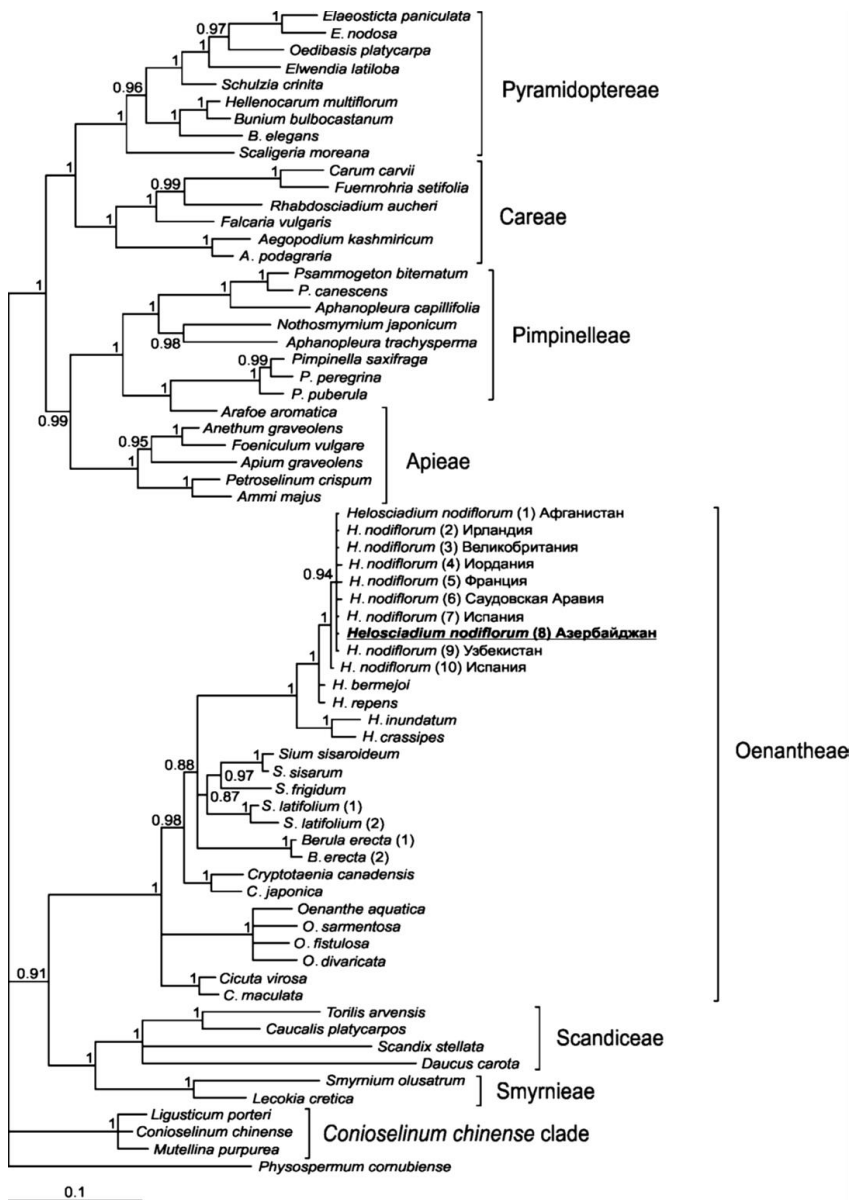 Elaeosticta paniculata
E. nodosa
Oedibasis platycarpa
Elwendia latiloba
Schulzia crinita
Hellenocarum multiflorum
Bunium bulbocastanum
B. elegans
Scaligeria moreana
Pyramidoptereae
Carum carvii
Fuernrohria setifolia
Rhabdosciadium aucheri
Falcaria vulgaris
Aegopodium kashmiricum
A. podagraria
Careae
Psammogeton biternatum
P. canescens
Aphanopleura capillifolia
Nothosmyrnium japonicum
Aphanopleura trachysperma
Pimpinella saxifraga
P. peregrina
P. puberula
Arafoe aromatica
Pimpinelleae
Anethum graveolens
Foeniculum vulgare
Apium graveolens
Petroselinum crispum
Ammi majus
Apieae
Helosciadium nodiflorum (1) Афганистан
H. nodiflorum (2) Ирландия
H. nodiflorum (3) Великобритания
H. nodiflorum (4) Иордания
H. nodiflorum (5) Франция
H. nodiflorum (6) Саудовская Аравия
H. nodiflorum (7) Испания
Helosciadium nodiflorum (8) Азербайджан
H. nodiflorum (9) Узбекистан
H. nodiflorum (10) Испания
H. bermejoi
H. repens
H. inundatum
H. crassipes
Sium sisaroideum
S. sisarum
S. frigidum
S. latifolium (1)
S. latifolium (2)
Berula erecta (1)
B. erecta (2)
Cryptotaenia canadensis
C. japonica
Oenanthe aquatica
O. sarmentosa
O. fistulosa
O. divaricata
Cicuta virosa
C. maculata
Oenantheae
Torilis arvensis
Caucalis platycarpos
Scandix stellata
Daucus carota
Scandiceae
Smyrnium olusatrum
Lecokia cretica
Smyrnieae
Ligusticum porteri
Conioselinum chinense
Mutellina purpurea
Conioselinum chinense clade
Physospermum cornubiense
1
0.97
1
1
0.96
1
1
1
1
1
0.99
1
1
1
1
1
1
1
0.98
1
0.99
1
1
0.99
0.95
1
1
1
0.94
1
1
1
0.88
1
0.97
0.87
1
0.98
1
1
1
1
1
0.91
1
1
1
1
1
0.1